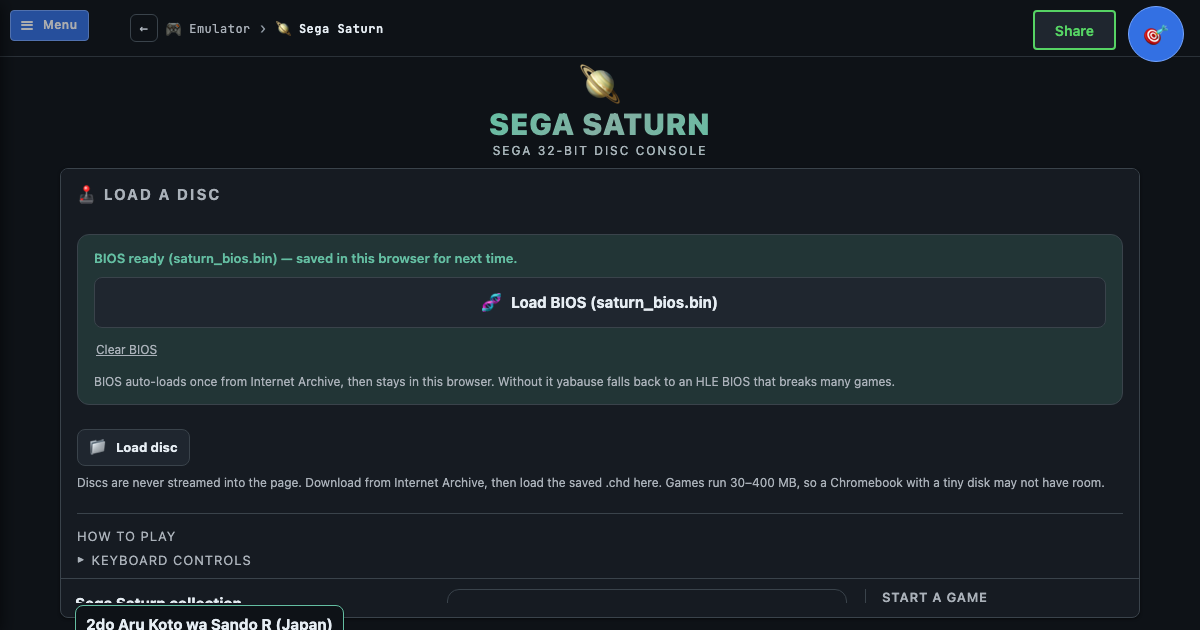 Menu
←
Emulator › Sega Saturn
Share
SEGA SATURN
SEGA 32-BIT DISC CONSOLE
LOAD A DISC
BIOS ready (saturn_bios.bin) — saved in this browser for next time.
Load BIOS (saturn_bios.bin)
Clear BIOS
BIOS auto-loads once from Internet Archive, then stays in this browser. Without it yabause falls back to an HLE BIOS that breaks many games.
Load disc
Discs are never streamed into the page. Download from Internet Archive, then load the saved .chd here. Games run 30–400 MB, so a Chromebook with a tiny disk may not have room.
HOW TO PLAY
▸ KEYBOARD CONTROLS
Sega Saturn collection
START A GAME
2do Aru Koto wa Sando R (Japan)